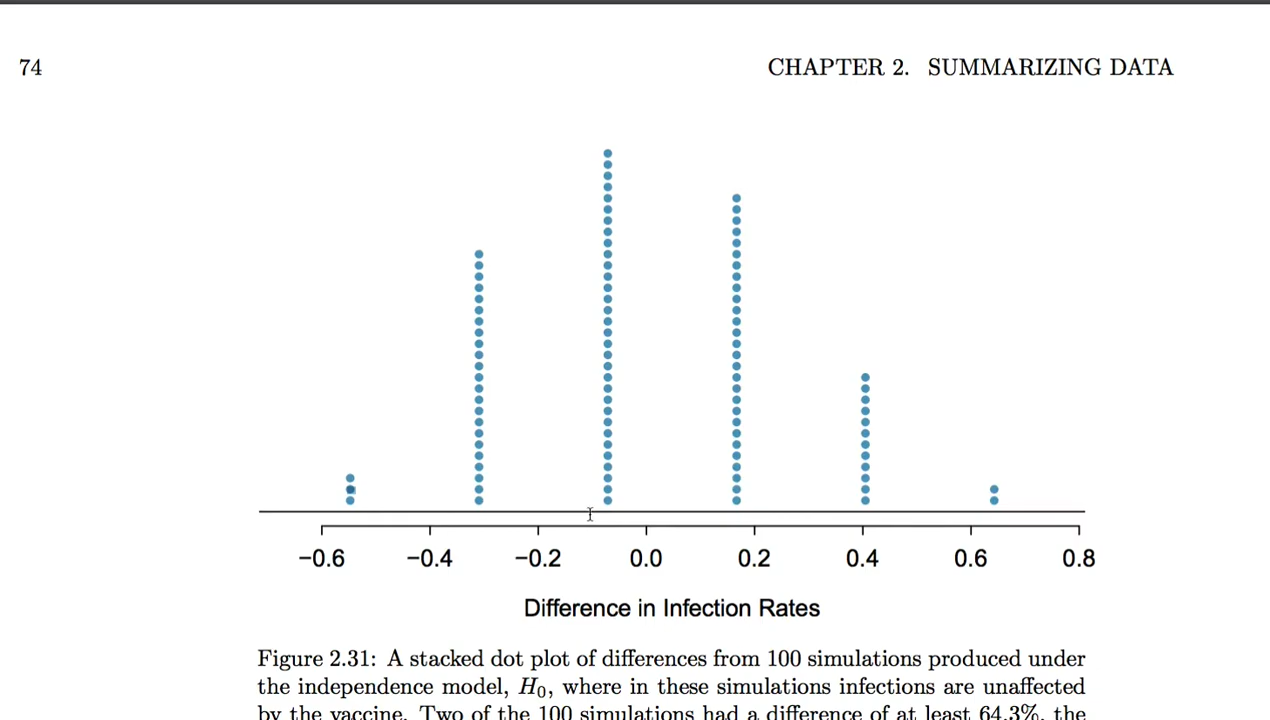 74
CHAPTER 2. SUMMARIZING DATA
−0.6 −0.4 −0.2 0.0 0.2 0.4 0.6 0.8
Difference in Infection Rates
Figure 2.31: A stacked dot plot of differences from 100 simulations produced under
the independence model, H0, where in these simulations infections are unaffected
by the vaccine. Two of the 100 simulations had a difference of at least 64.3%, the